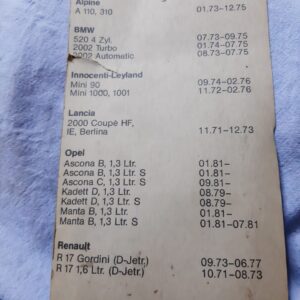 Alpine
A 110, 310 01.73–12.75
BMW
520 4 Zyl. 07.73–09.75
2002 Turbo 01.74–07.75
2002 Automatic 08.73–07.75
Innocenti-Leyland
Mini 90 09.74–02.76
Mini 1000, 1001 11.72–02.76
Lancia
2000 Coupé HF,
IE, Berlina 11.71–12.73
Opel
Ascona B, 1,3 Ltr. 01.81–
Ascona B, 1,3 Ltr. S 01.81–
Ascona C, 1,3 Ltr. S 09.81–
Kadett D, 1,3 Ltr. 08.79–
Kadett D, 1,3 Ltr. S 08.79–
Manta B, 1,3 Ltr. 01.81–
Manta B, 1,3 Ltr. S 01.81–07.81
Renault
R 17 Gordini (D-Jetr.) 09.73–06.77
R 17 1,6 Ltr. (D-Jetr.) 10.71–08.73